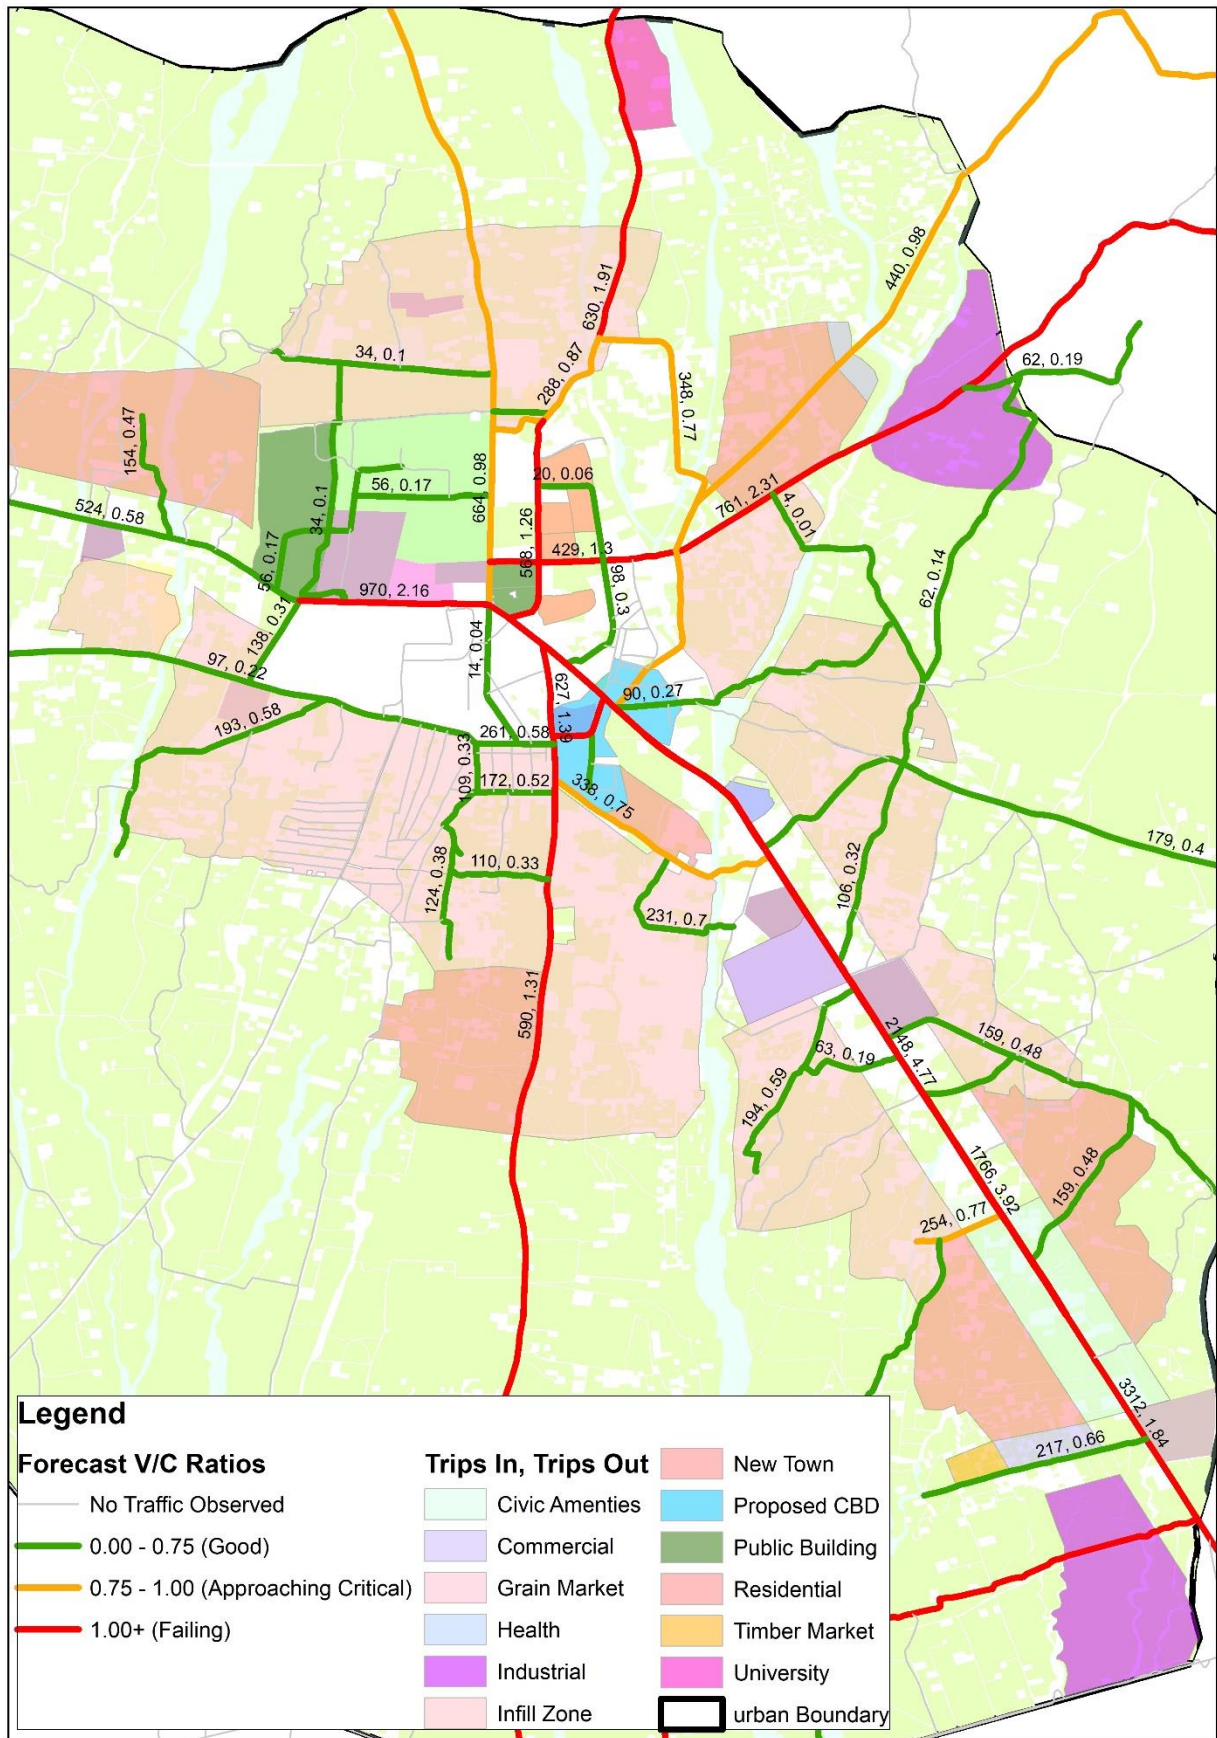 630, 1.91
440, 0.98
34, 0.1
288, 0.87
348, 0.77
62, 0.19
154, 0.47
524, 0.58
34, 0.1
56, 0.17
664, 0.98
20, 0.06
761, 2.31
4, 0.01
568, 1.26
429, 1.3
56, 0.17
98, 0.3
62, 0.14
970, 2.16
138, 0.31
97, 0.22
14, 0.04
627, 1.39
90, 0.27
193, 0.58
261, 0.58
109, 0.33
172, 0.52
338, 0.75
179, 0.4
110, 0.33
124, 0.38
106, 0.32
231, 0.7
590, 1.31
2148, 4.77
159, 0.48
63, 0.19
194, 0.59
1766, 3.92
159, 0.48
254, 0.77
3312, 1.84
217, 0.66
Legend
Forecast V/C Ratios
No Traffic Observed
0.00 - 0.75 (Good)
0.75 - 1.00 (Approaching Critical)
1.00+ (Failing)
Trips In, Trips Out
Civic Amenties
Commercial
Grain Market
Health
Industrial
Infill Zone
New Town
Proposed CBD
Public Building
Residential
Timber Market
University
urban Boundary